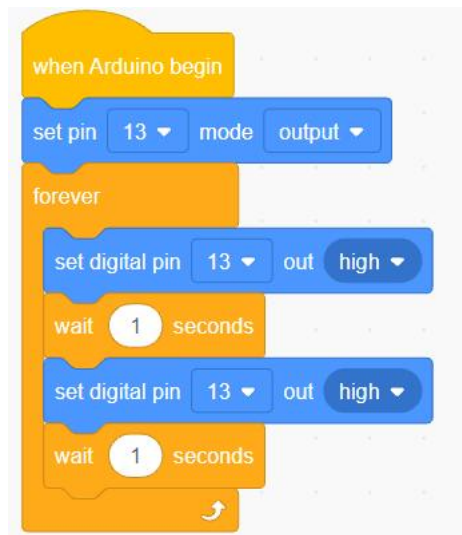 when Arduino begin
set pin 13 mode output
forever
set digital pin 13 out high
wait 1 seconds
set digital pin 13 out high
wait 1 seconds